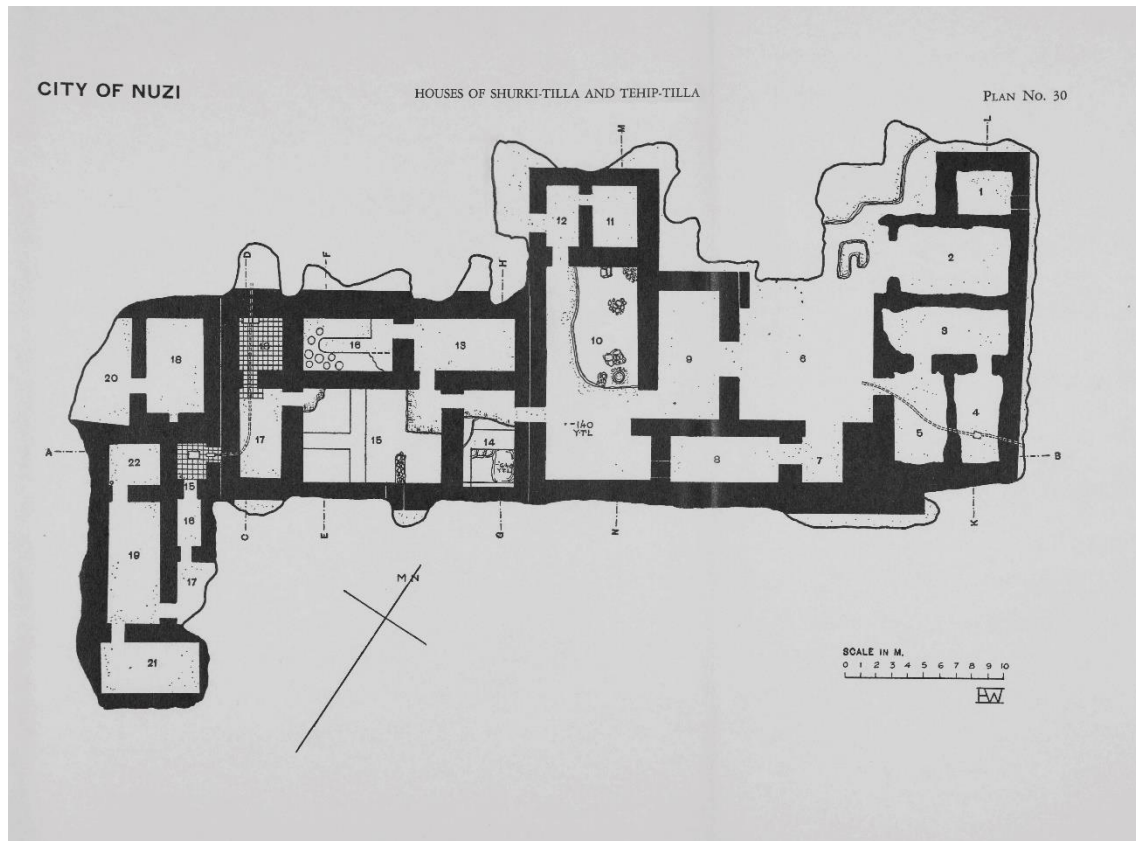 CITY OF NUZI
HOUSES OF SHURKI-TILLA AND TEHIP-TILLA
PLAN No. 30
M
L
1
12
11
2
D
F
H
10
3
20
18
16
13
9
6
4
5
17
15
-140
YTL
14
A
22
8
7
B
15
16
C
E
G
N
K
19
17
M N
21
SCALE IN M.
0 1 2 3 4 5 6 7 8 9 10